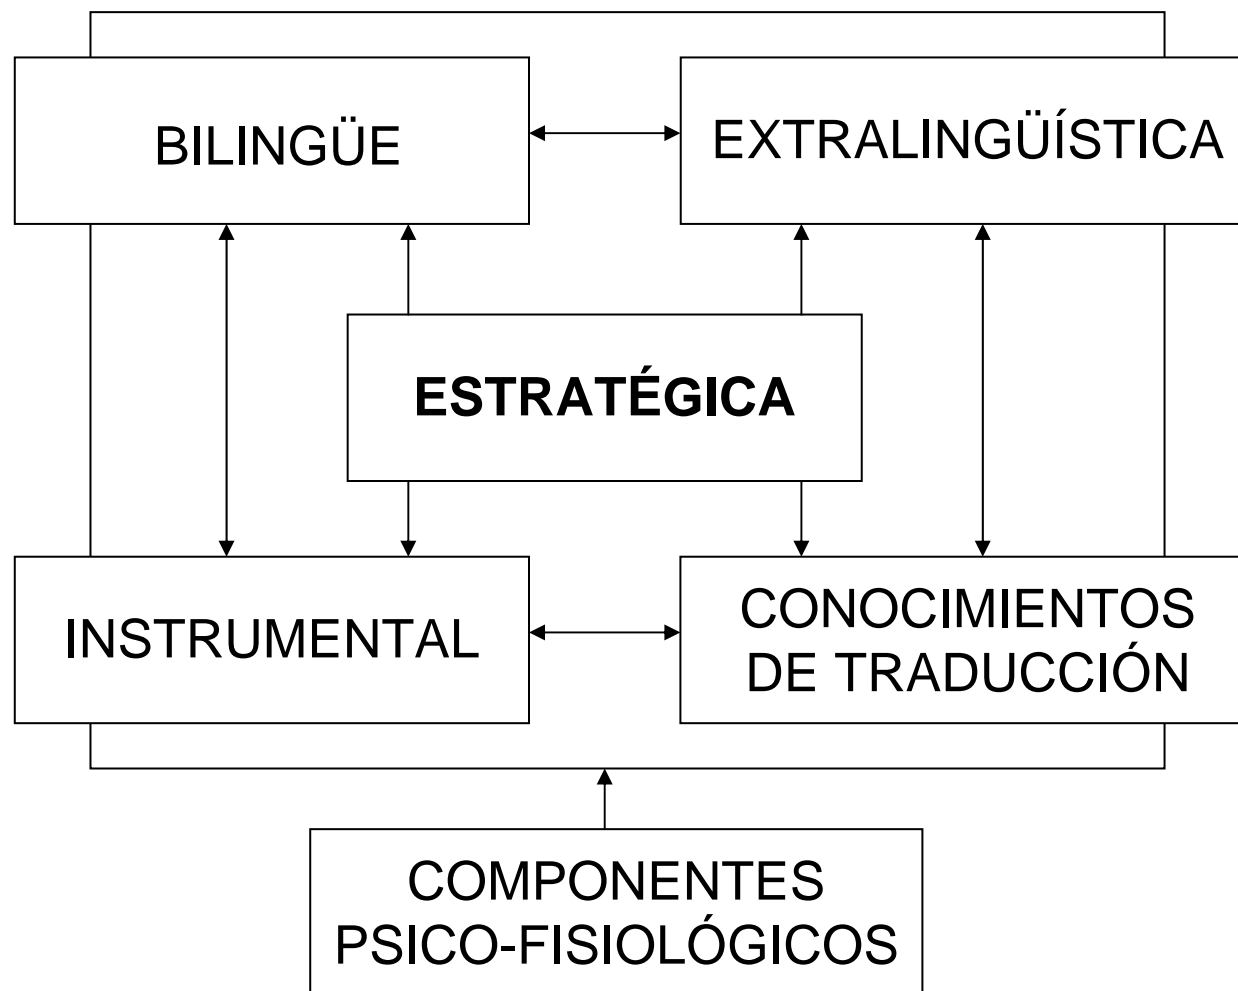 BILINGÜE
EXTRALINGÜÍSTICA
ESTRATÉGICA
INSTRUMENTAL
CONOCIMIENTOS
DE TRADUCCIÓN
COMPONENTES
PSICO-FISIOLÓGICOS